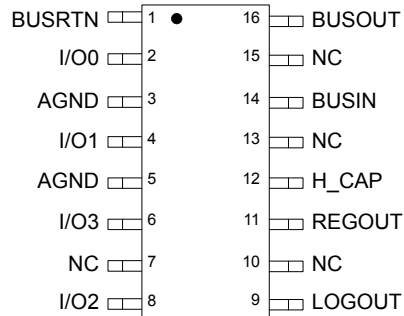 BUSRTN 1 16 BUSOUT
I/O0 2 15 NC
AGND 3 14 BUSIN
I/O1 4 13 NC
AGND 5 12 H_CAP
I/O3 6 11 REGOUT
NC 7 10 NC
I/O2 8 9 LOGOUT